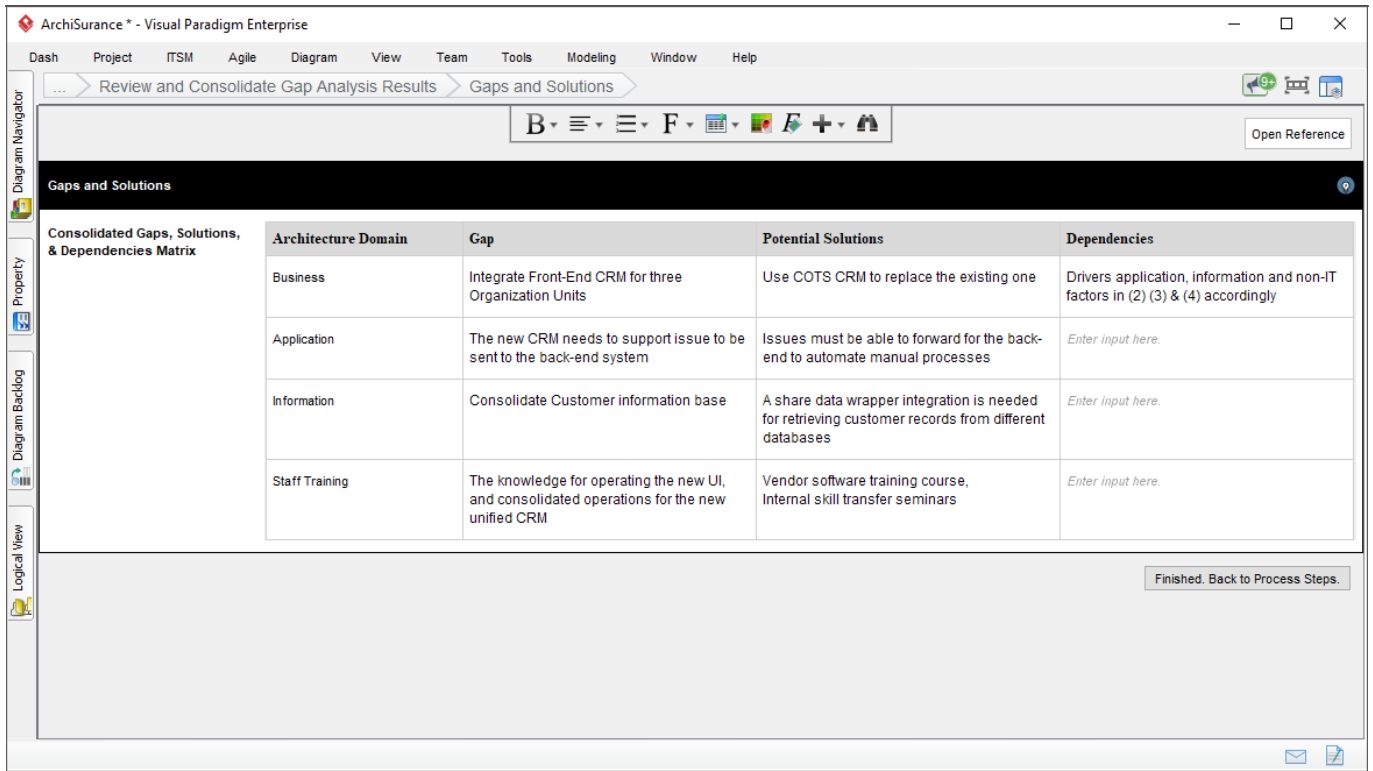 ArchiSurance * - Visual Paradigm Enterprise
Dash Project ITSM Agile Diagram View Team Tools Modeling Window Help
... Review and Consolidate Gap Analysis Results Gaps and Solutions
9+
B F F
Open Reference
Diagram Navigator
Property
Diagram Backlog
Logical View
Gaps and Solutions
Consolidated Gaps, Solutions,
& Dependencies Matrix
Architecture Domain Gap Potential Solutions Dependencies
Business
Integrate Front-End CRM for three
Organization Units
Use COTS CRM to replace the existing one
Drivers application, information and non-IT
factors in (2) (3) & (4) accordingly
Application
The new CRM needs to support issue to be
sent to the back-end system
Issues must be able to forward for the back-
end to automate manual processes
Enter input here.
Information
Consolidate Customer information base
A share data wrapper integration is needed
for retrieving customer records from different
databases
Enter input here.
Staff Training
The knowledge for operating the new UI,
and consolidated operations for the new
unified CRM
Vendor software training course,
Internal skill transfer seminars
Enter input here.
Finished. Back to Process Steps.